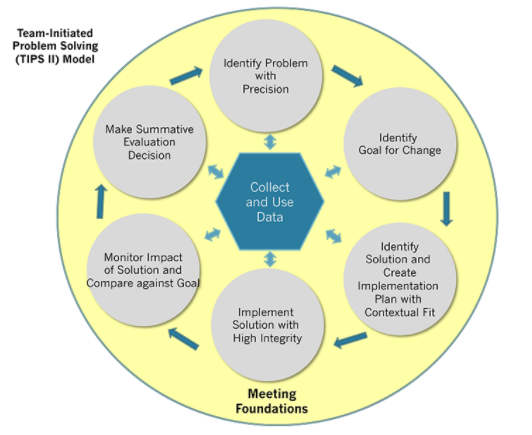 Team-Initiated
Problem Solving
(TIPS II) Model
Identify Problem
with
Precision
Identify
Goal for Change
Identify
Solution and
Create
Implementation
Plan with
Contextual Fit
Implement
Solution with
High Integrity
Monitor Impact
of Solution and
Compare against Goal
Make Summative
Evaluation
Decision
Collect
and Use
Data
Meeting
Foundations